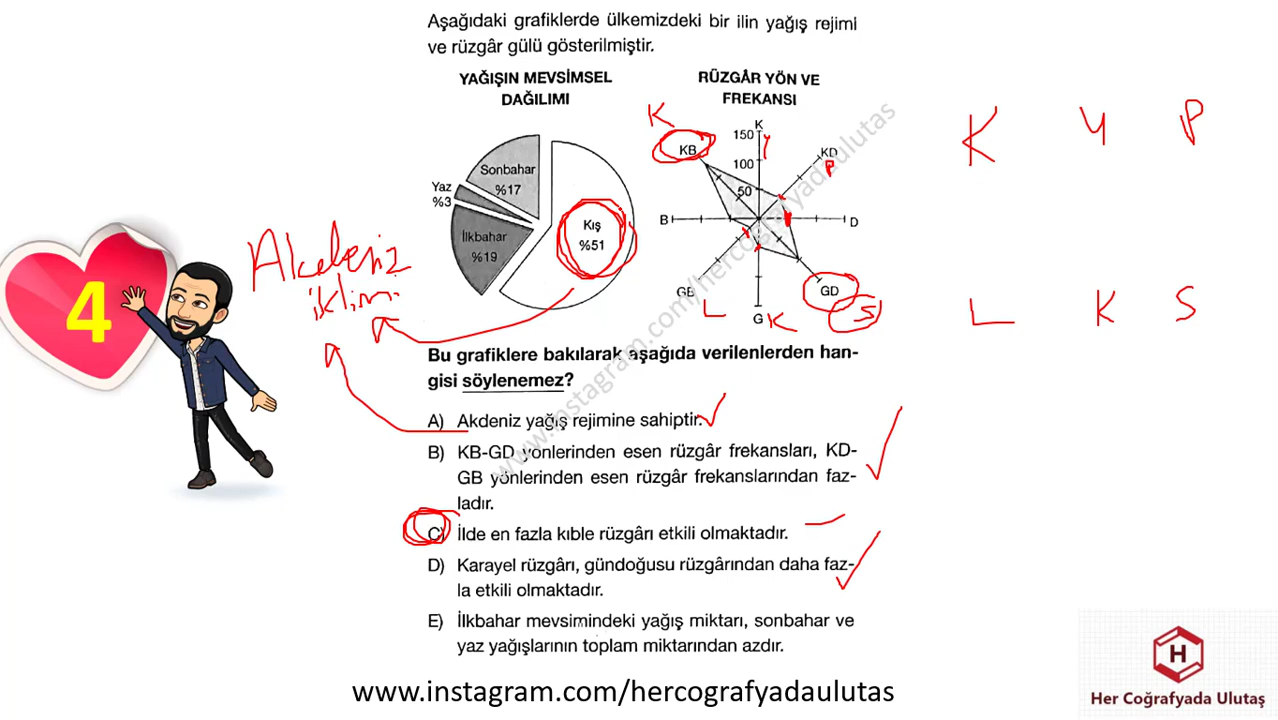 Aşağıdaki grafiklerde ülkemizdeki bir ilin yağış rejimi
ve rüzgâr gülü gösterilmiştir.
YAĞIŞIN MEVSİMSEL
DAĞILIMI
Sonbahar
%17
Yaz
%3
İlkbahar
%19
Kış
%51
RÜZGÂR YÖN VE
FREKANSI
K
150
100
50
KB
KD
B
D
GB
G
GD
K
Y
P
L
K
S
K Y P
L K S
Akdeniz
iklimi
4
Bu grafiklere bakılarak aşağıda verilenlerden han-
gisi söylenemez?
A) Akdeniz yağış rejimine sahiptir.
B) KB-GD yönlerinden esen rüzgâr frekansları, KD-
GB yönlerinden esen rüzgâr frekanslarından faz-
ladır.
C) İlde en fazla kıble rüzgârı etkili olmaktadır.
D) Karayel rüzgârı, gündoğusu rüzgârından daha faz-
la etkili olmaktadır.
E) İlkbahar mevsimindeki yağış miktarı, sonbahar ve
yaz yağışlarının toplam miktarından azdır.
www.instagram.com/hercografyadaulutas
www.instagram.com/hercografyadaulutas
H
Her Coğrafyada Ulutaş